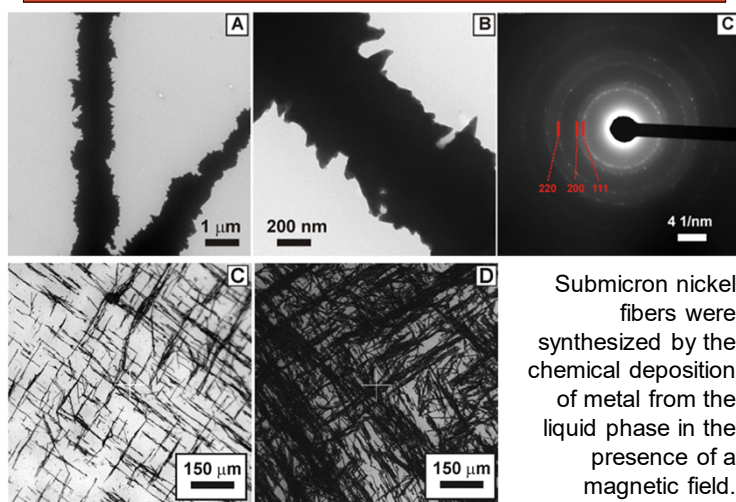 A
1 μm
B
200 nm
C
220 200 111
4 1/nm
C
150 μm
D
150 μm
Submicron nickel
fibers were
synthesized by the
chemical deposition
of metal from the
liquid phase in the
presence of a
magnetic field.